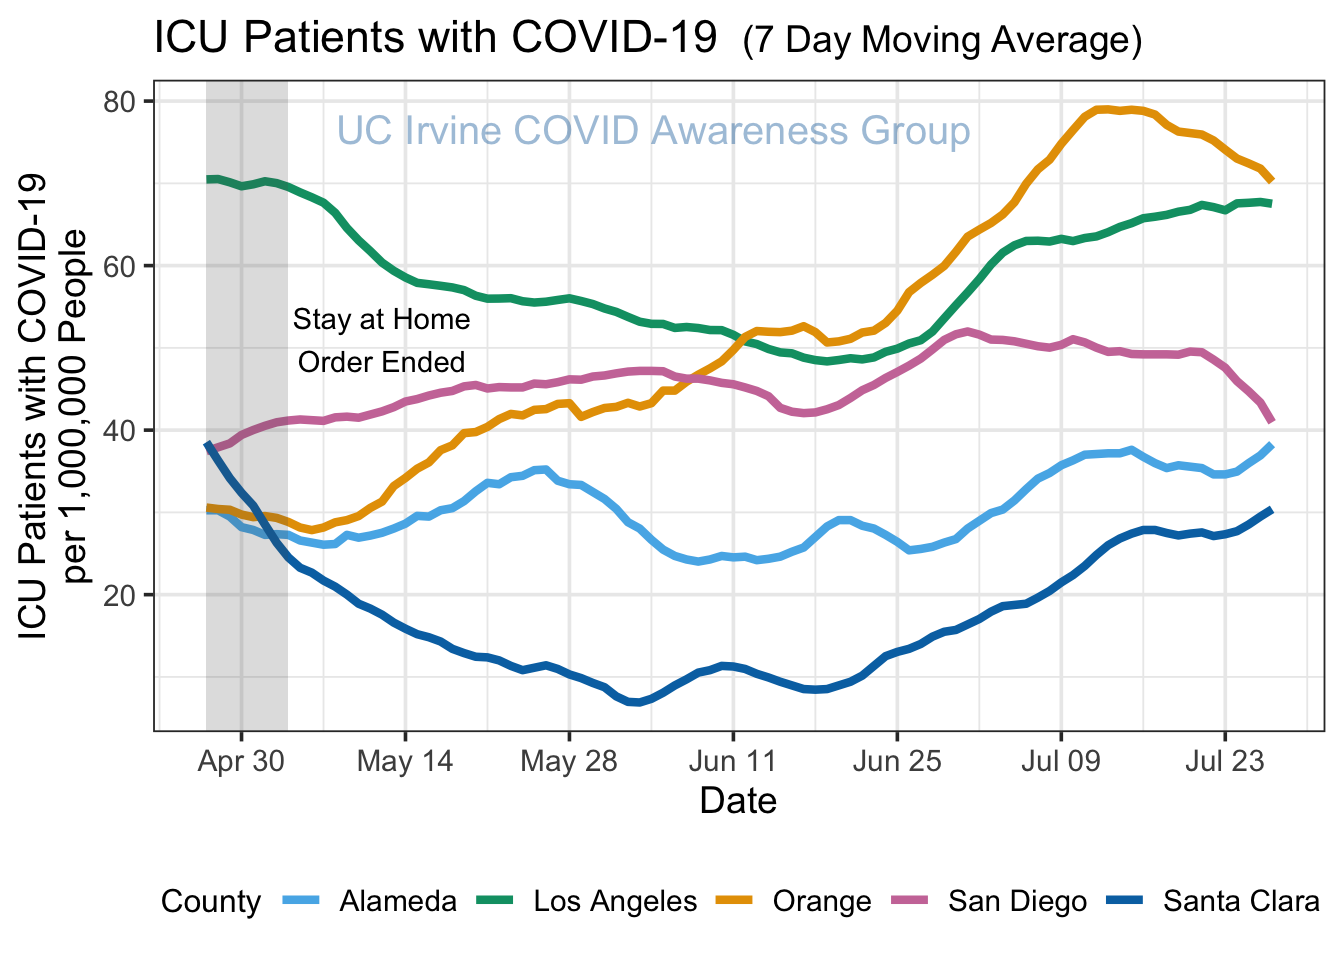 ICU Patients with COVID-19 (7 Day Moving Average)
UC Irvine COVID Awareness Group
ICU Patients with COVID-19
per 1,000,000 People
80
60
40
20
Stay at Home
Order Ended
Apr 30 May 14 May 28 Jun 11 Jun 25 Jul 09 Jul 23
Date
County Alameda Los Angeles Orange San Diego Santa Clara